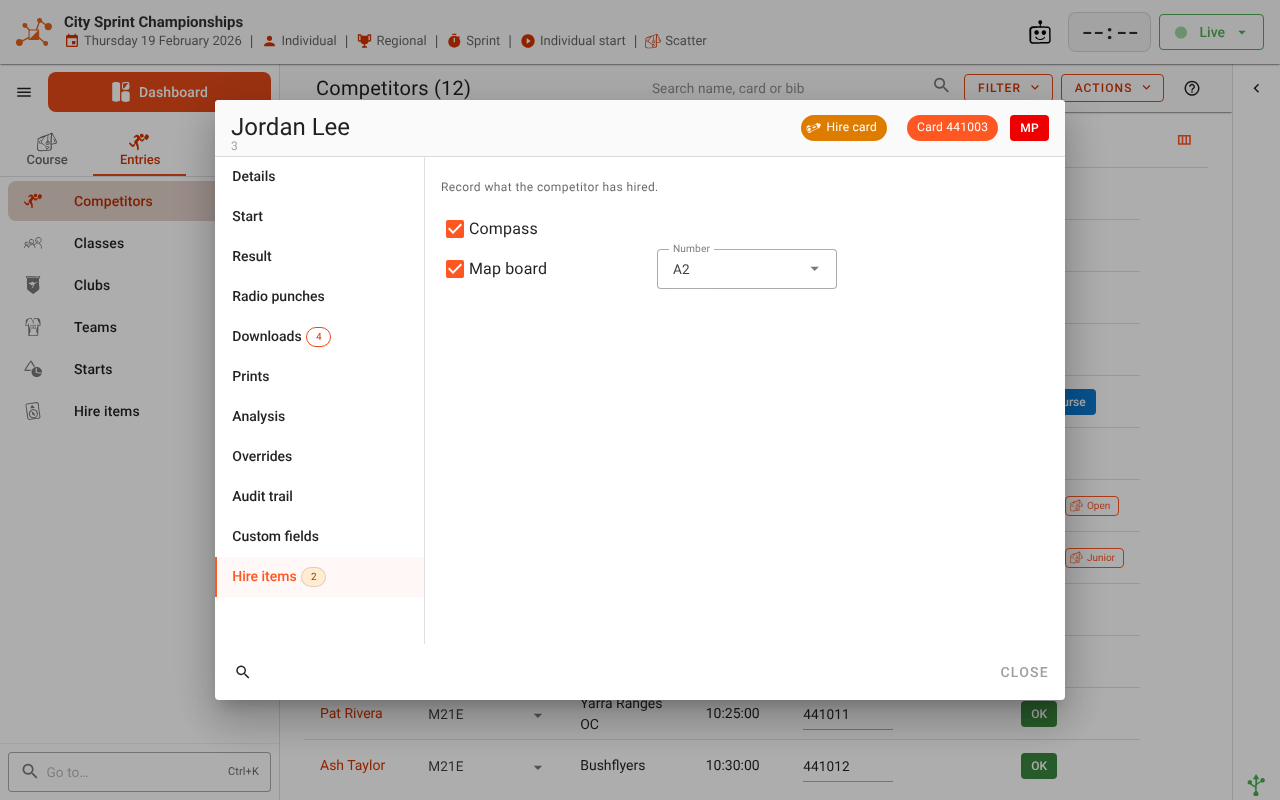 City Sprint Championships
Thursday 19 February 2026 | Individual | Regional | Sprint | Individual start | Scatter
--:--
Live
Dashboard
Competitors (12)
Search name, card or bib
FILTER
ACTIONS
Course
Entries
Competitors
Classes
Clubs
Teams
Starts
Hire items
Jordan Lee
3
Hire card
Card 441003
MP
Details
Start
Result
Radio punches
Downloads 4
Prints
Analysis
Overrides
Audit trail
Custom fields
Hire items 2
Record what the competitor has hired.
Compass
Map board
Number
A2
CLOSE
Open
Junior
Pat Rivera M21E Yarra Ranges OC 10:25:00 441011 OK
Ash Taylor M21E Bushflyers 10:30:00 441012 OK
Go to… Ctrl+K